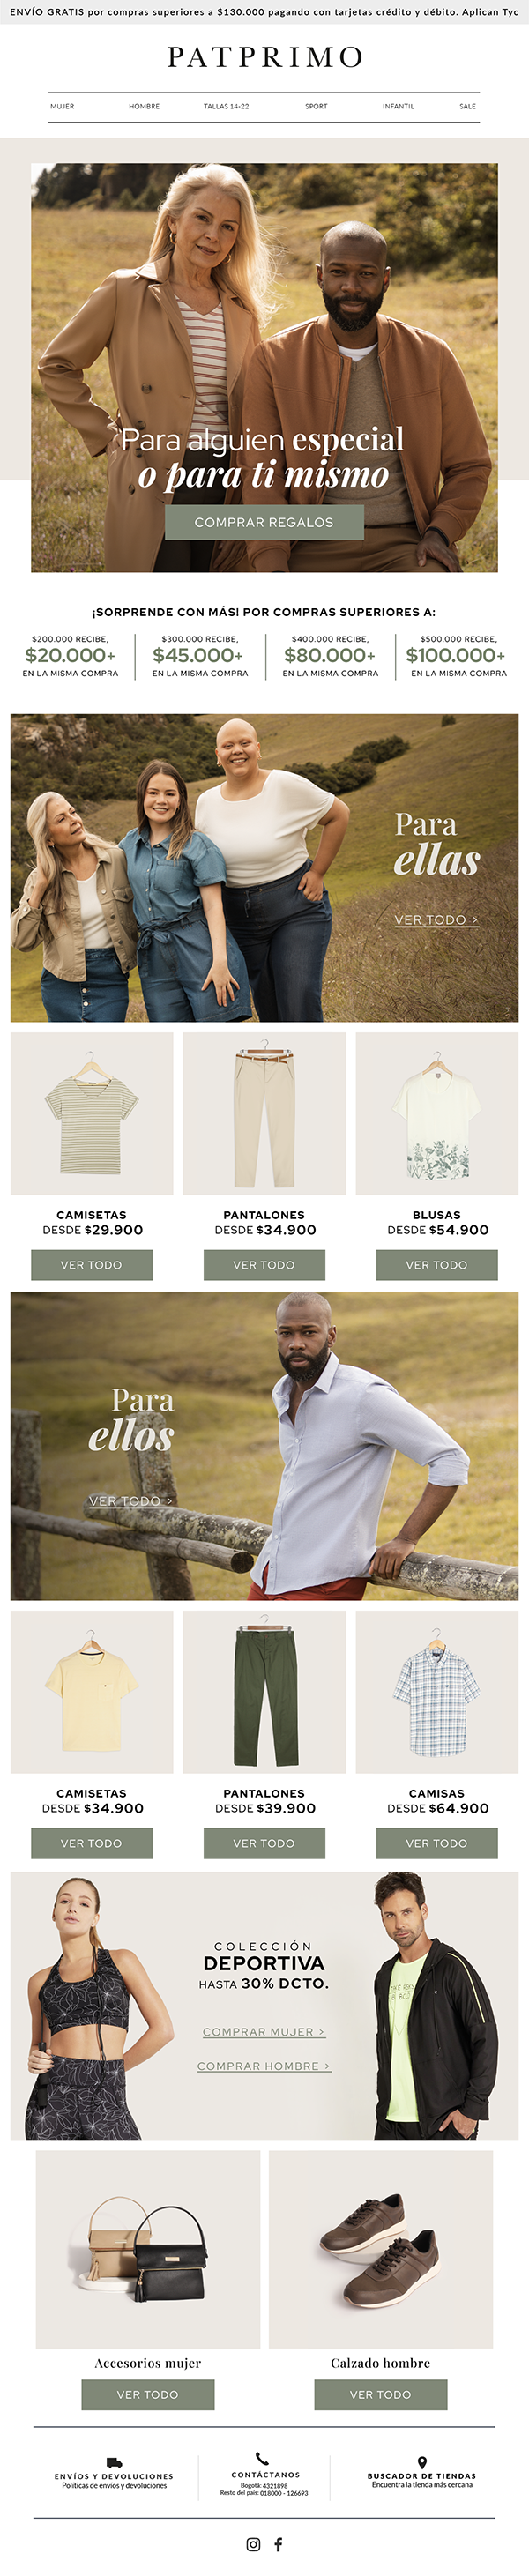 ENVÍO GRATIS por compras superiores a $130.000 pagando con tarjetas crédito y débito. Aplican Tyc
PATPRIMO
MUJER HOMBRE TALLAS 14-22 SPORT INFANTIL SALE
Para alguien especial
o para ti mismo
COMPRAR REGALOS
¡SORPRENDE CON MÁS! POR COMPRAS SUPERIORES A:
$200.000 RECIBE, $300.000 RECIBE, $400.000 RECIBE, $500.000 RECIBE,
$20.000+ $45.000+ $80.000+ $100.000+
EN LA MISMA COMPRA EN LA MISMA COMPRA EN LA MISMA COMPRA EN LA MISMA COMPRA
Para
ellas
VER TODO >
CAMISETAS PANTALONES BLUSAS
DESDE $29.900 DESDE $34.900 DESDE $54.900
VER TODO VER TODO VER TODO
Para
ellos
VER TODO >
CAMISETAS PANTALONES CAMISAS
DESDE $34.900 DESDE $39.900 DESDE $64.900
VER TODO VER TODO VER TODO
COLECCIÓN
DEPORTIVA
HASTA 30% DCTO.
COMPRAR MUJER >
COMPRAR HOMBRE >
Accesorios mujer Calzado hombre
VER TODO VER TODO
ENVÍOS Y DEVOLUCIONES CONTÁCTANOS BUSCADOR DE TIENDAS
Políticas de envíos y devoluciones Bogotá: 4321898 Encuentra la tienda más cercana
Resto del país: 018000 - 126693